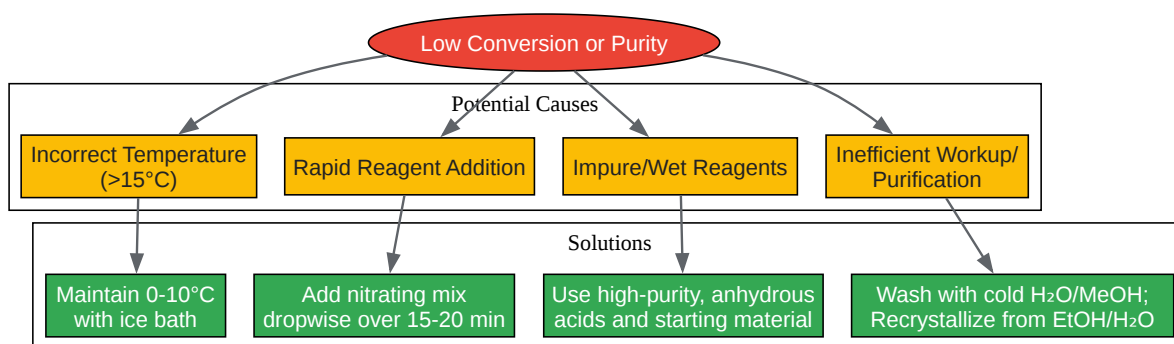 Low Conversion or Purity
Potential Causes
Incorrect Temperature
(>15°C)
Rapid Reagent Addition
Impure/Wet Reagents
Inefficient Workup/
Purification
Solutions
Maintain 0-10°C
with ice bath
Add nitrating mix
dropwise over 15-20 min
Use high-purity, anhydrous
acids and starting material
Wash with cold H₂O/MeOH;
Recrystallize from EtOH/H₂O